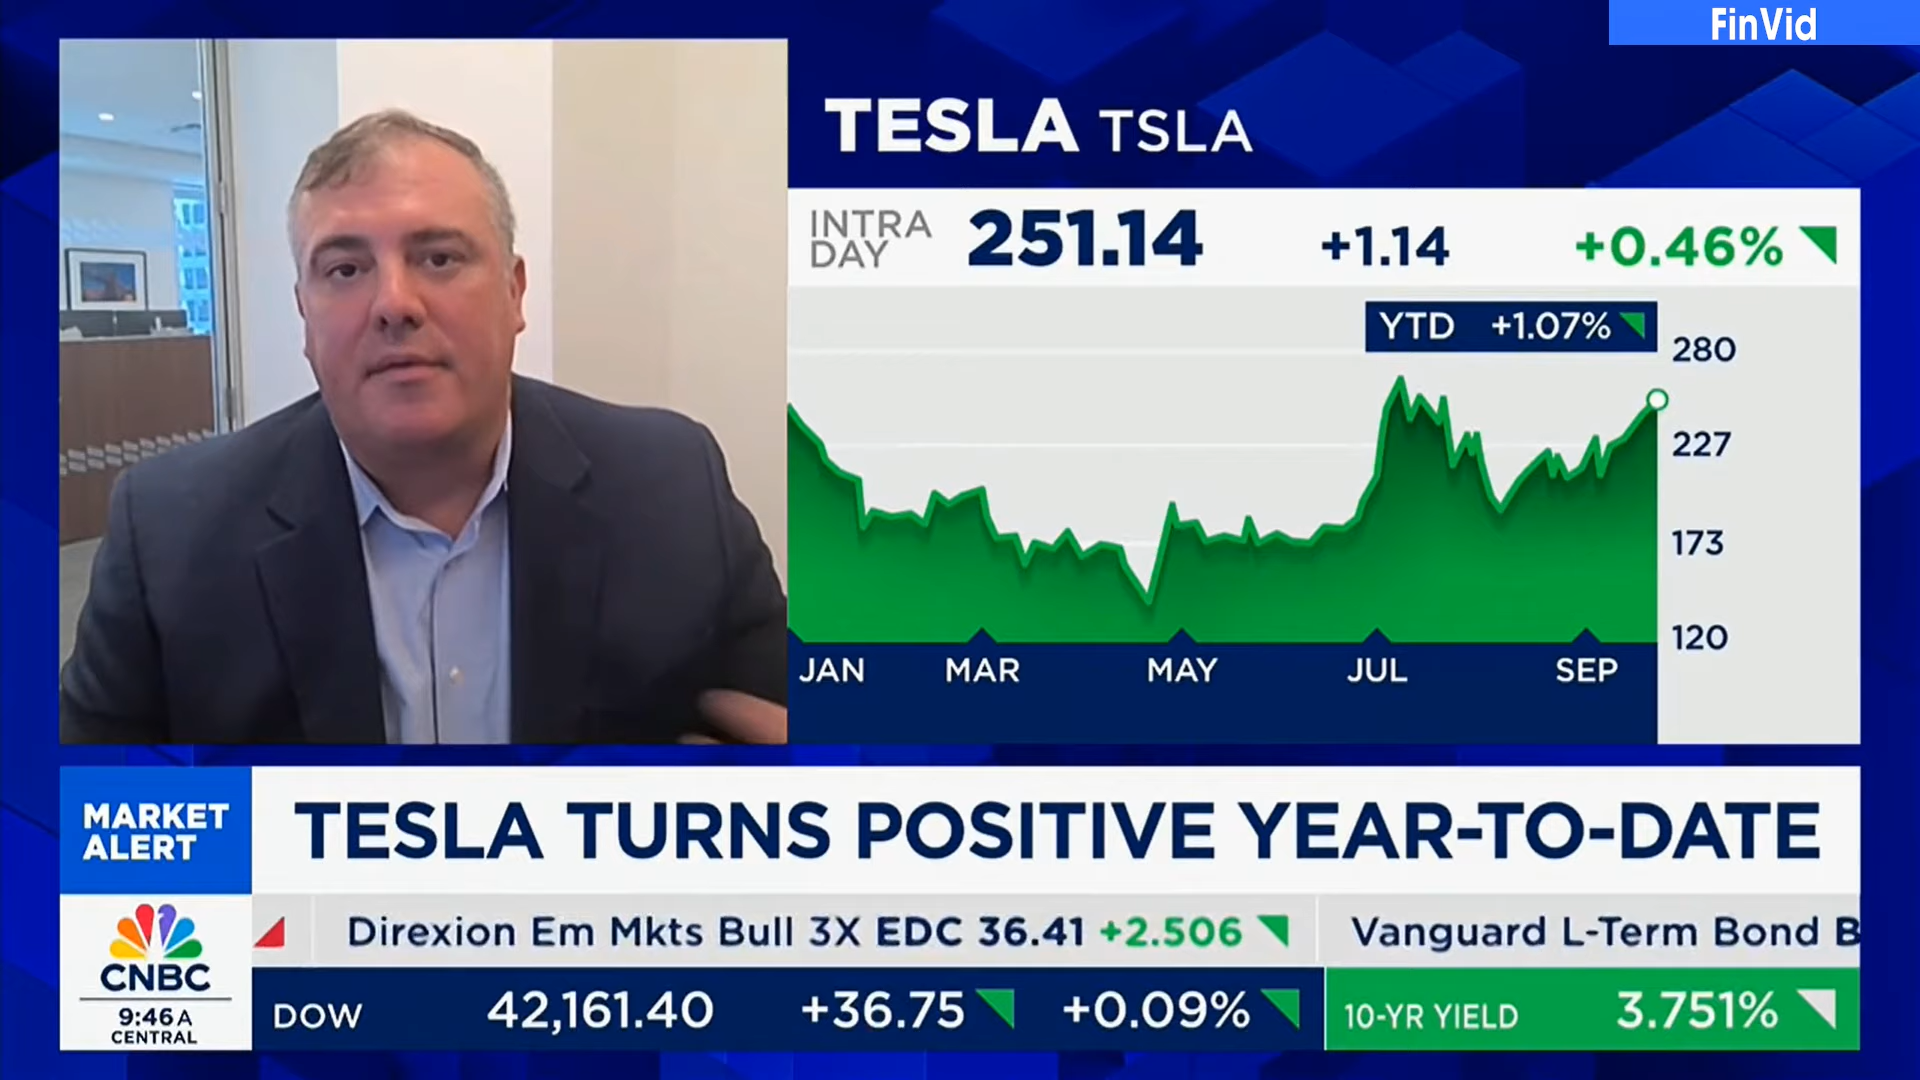 FinVid
TESLA TSLA
INTRA
DAY
251.14 +1.14 +0.46%
YTD +1.07%
280
227
173
120
JAN MAR MAY JUL SEP
MARKET
ALERT
TESLA TURNS POSITIVE YEAR-TO-DATE
Direxion Em Mkts Bull 3X EDC 36.41 +2.506 Vanguard L-Term Bond B
CNBC
9:46A
CENTRAL
DOW 42,161.40 +36.75 +0.09% 10-YR YIELD 3.751%